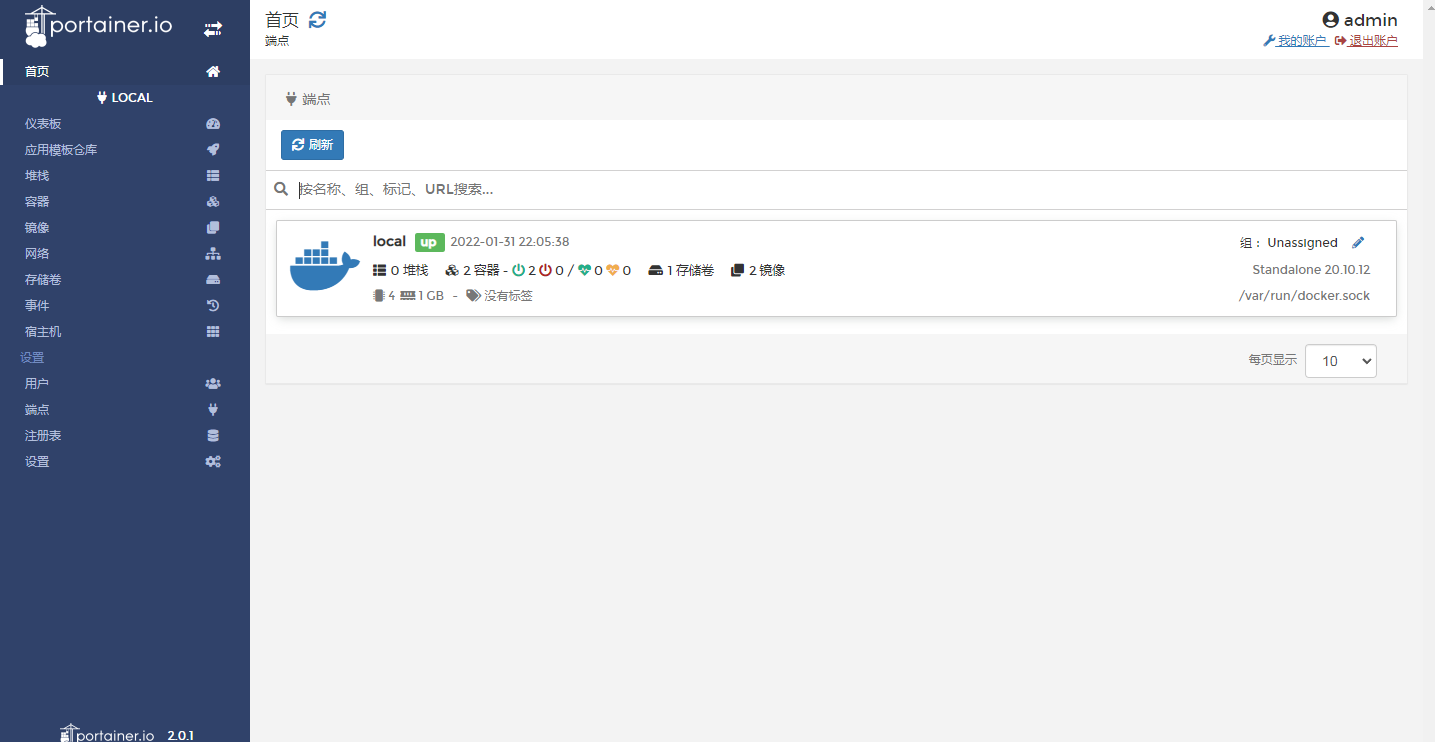 portainer.io
首页
LOCAL
仪表板
应用模板仓库
堆栈
容器
镜像
网络
存储卷
事件
宿主机
设置
用户
端点
注册表
设置
portainer.io 2.0.1
首页
端点
admin
我的账户 退出账户
端点
刷新
按名称、组、标记、URL搜索...
local up 2022-01-31 22:05:38
组： Unassigned
0 堆栈 2 容器 - 2 0 / 0 0 1 存储卷 2 镜像
Standalone 20.10.12
4 1 GB - 没有标签
/var/run/docker.sock
每页显示 10